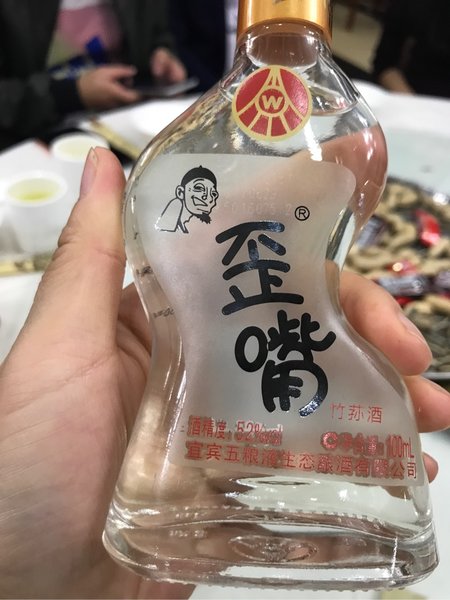 W
®
歪
嘴
竹荪酒
酒精度: 52%vol
净含量: 100mL
宜宾五粮液生态酿酒有限公司